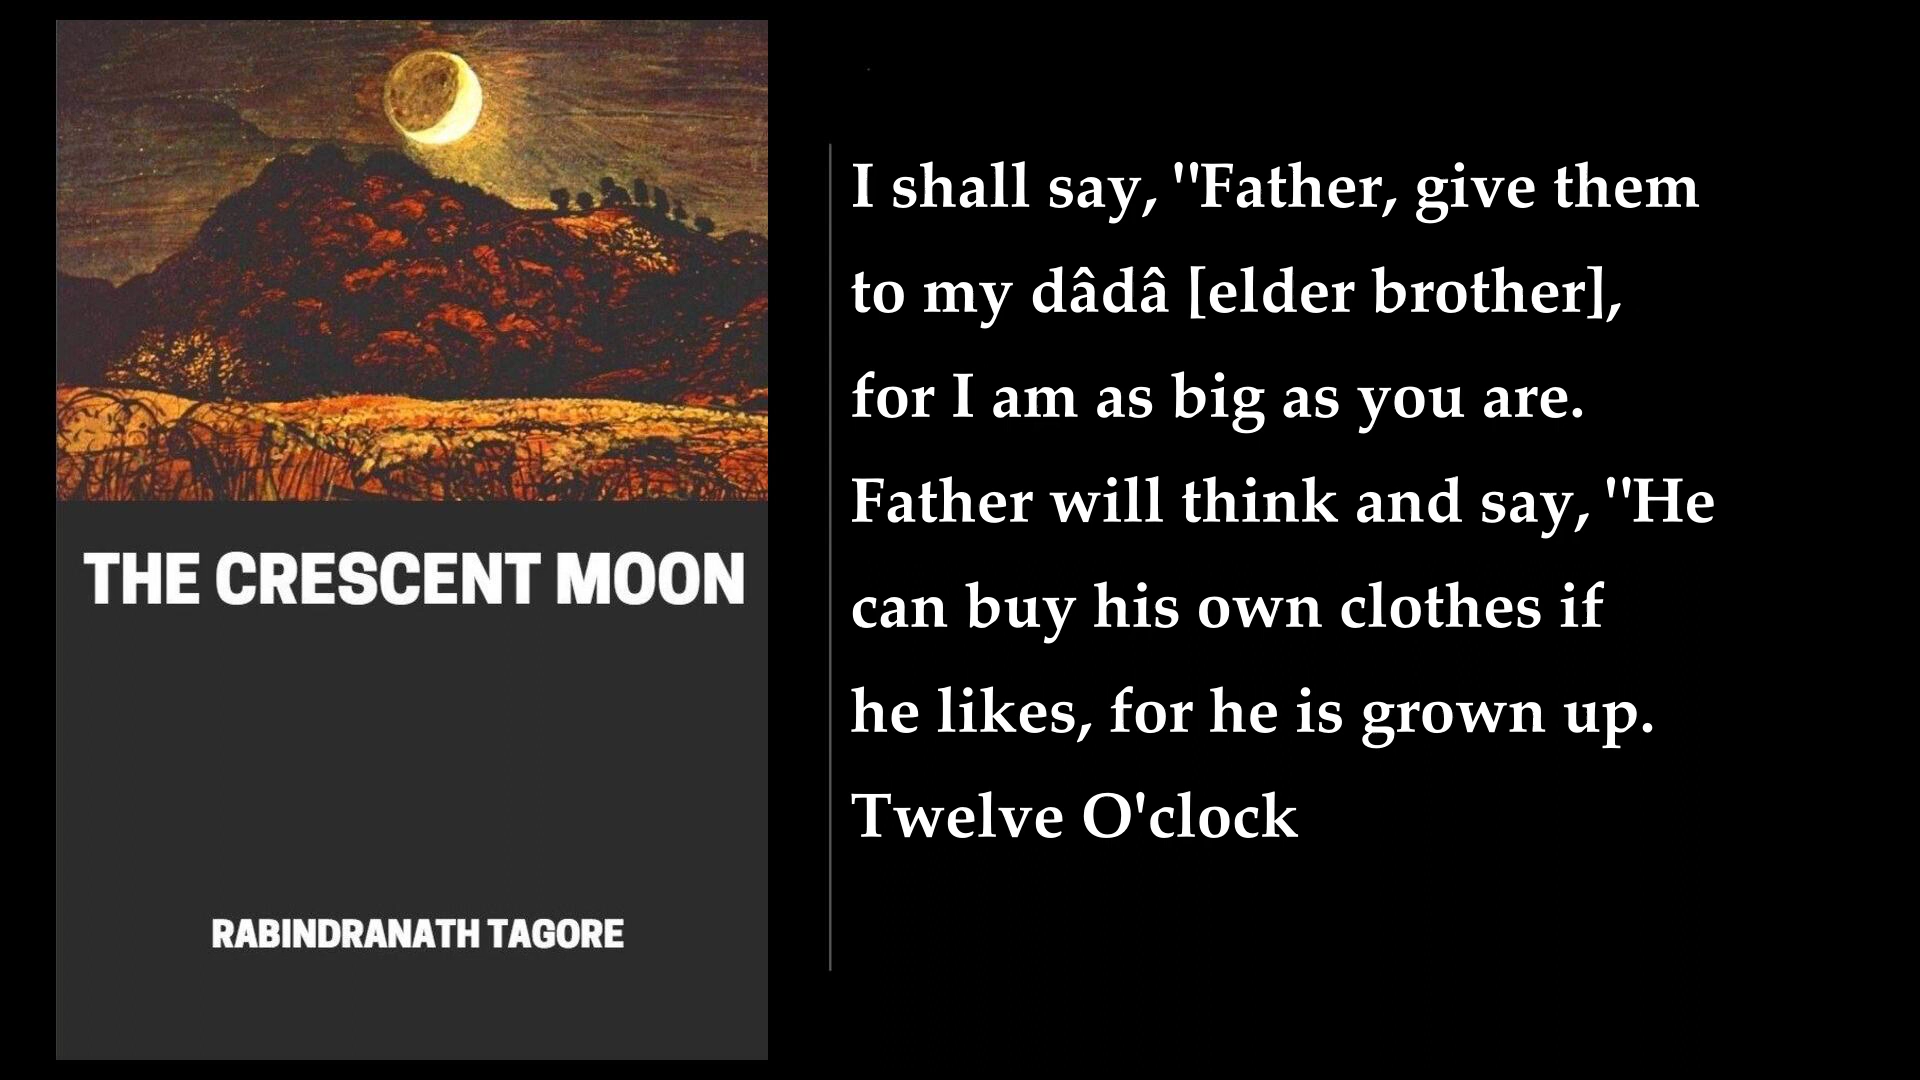 THE CRESCENT MOON
RABINDRANATH TAGORE
I shall say, "Father, give them
to my dâdâ [elder brother],
for I am as big as you are.
Father will think and say, "He
can buy his own clothes if
he likes, for he is grown up.
Twelve O'clock